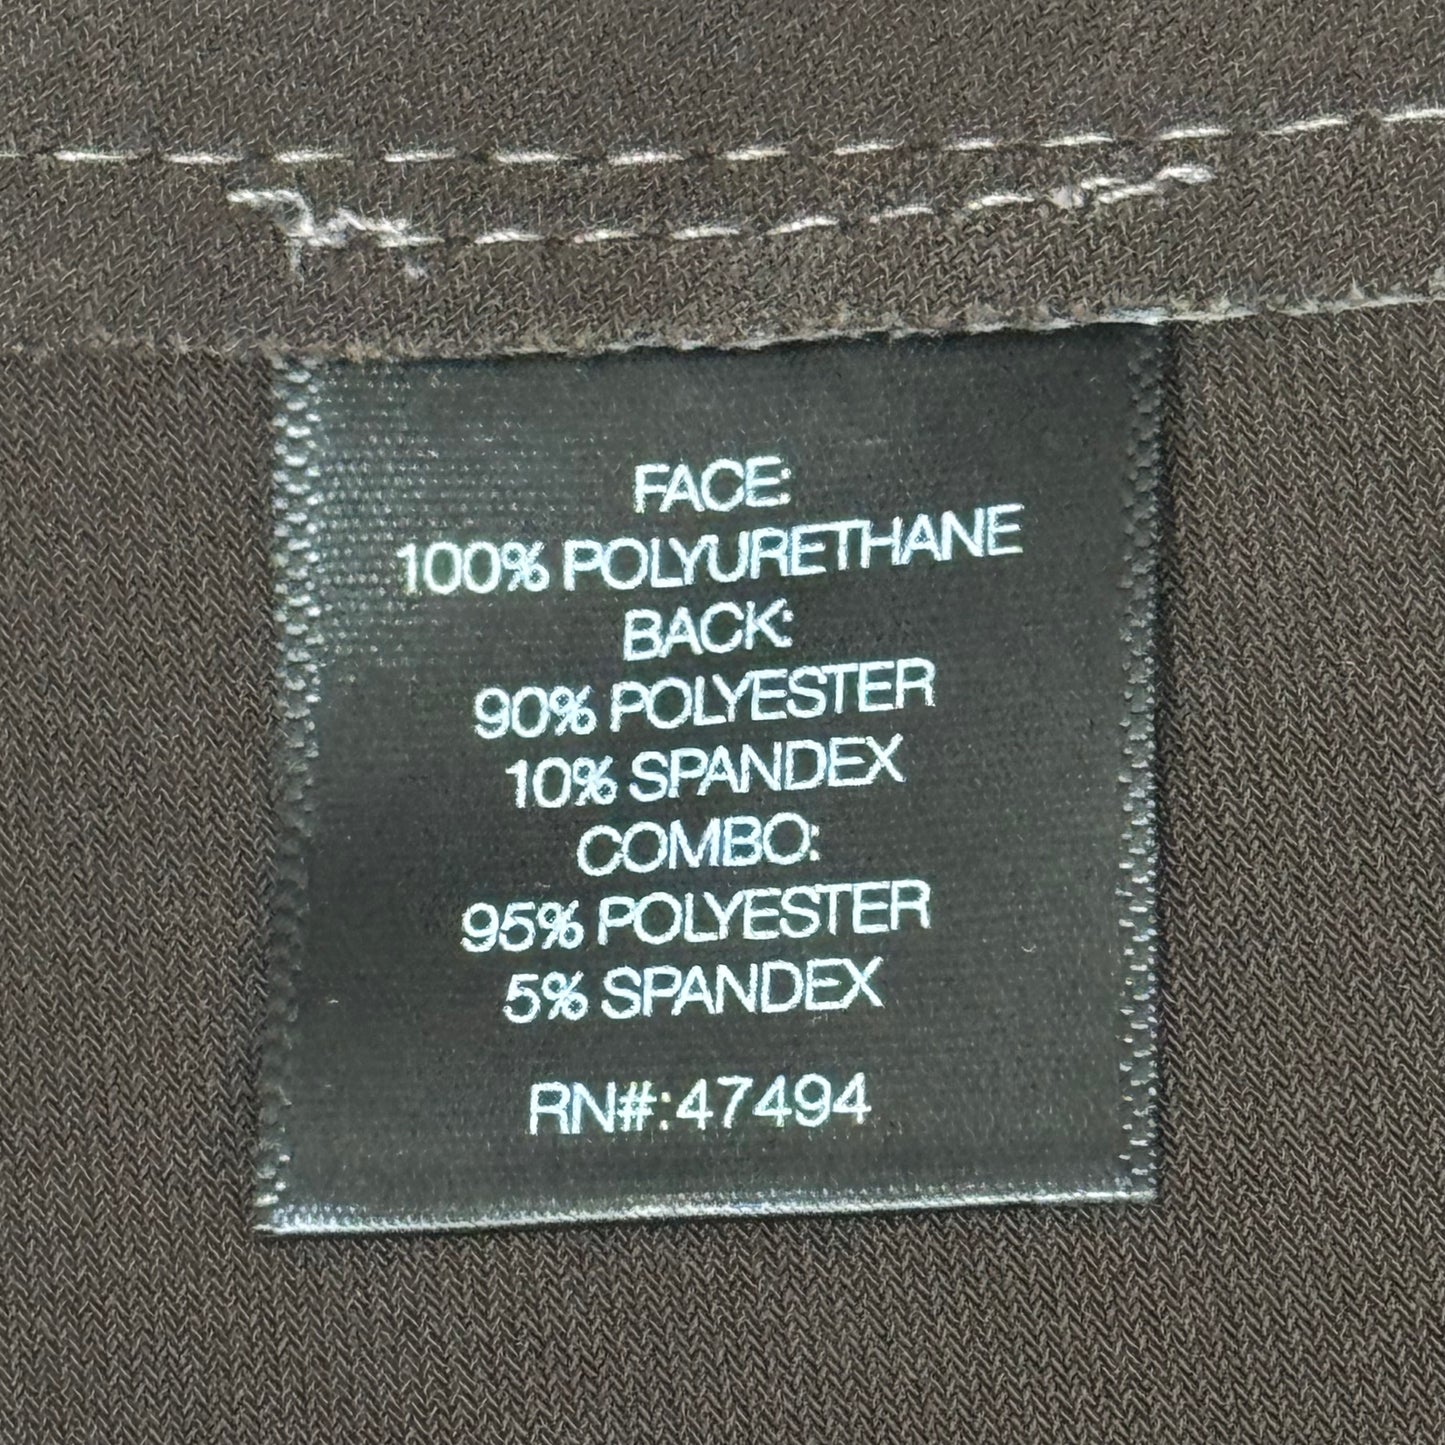 FACE:
100% POLYURETHANE
BACK:
90% POLYESTER
10% SPANDEX
COMBO:
95% POLYESTER
5% SPANDEX
RN#:47494